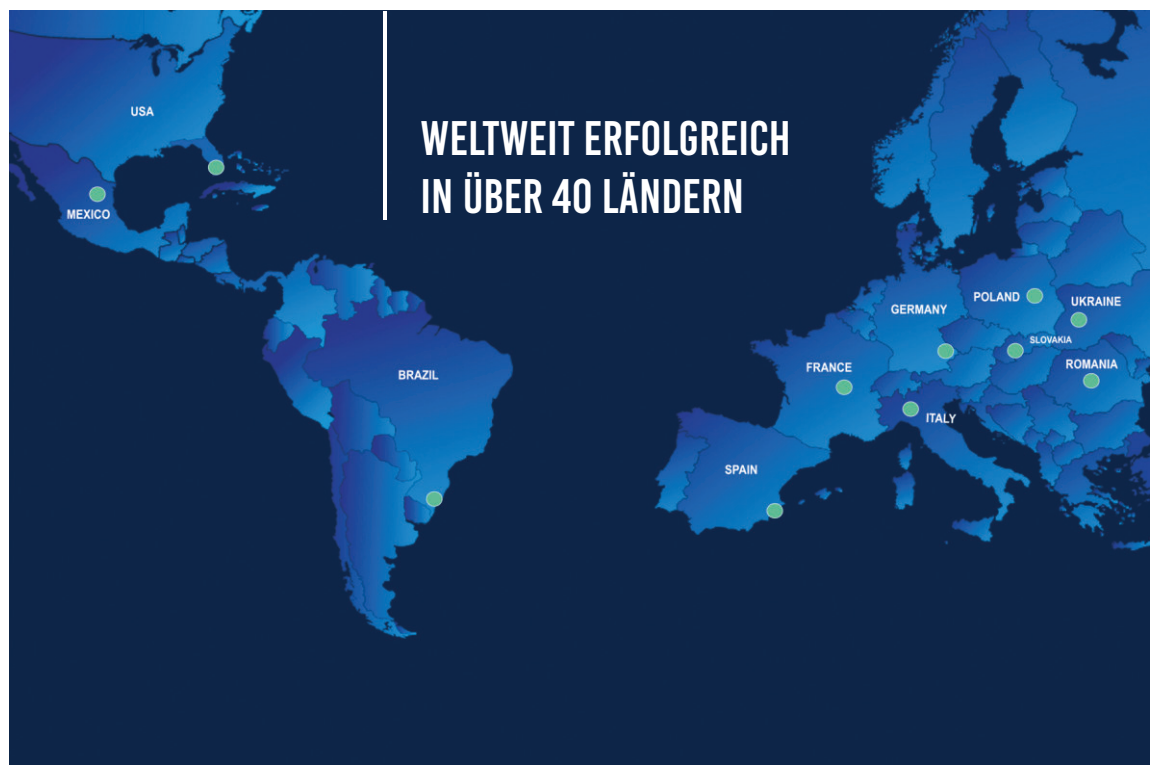 WELTWEIT ERFOLGREICH
IN ÜBER 40 LÄNDERN
USA
MEXICO
BRAZIL
GERMANY
POLAND
UKRAINE
SLOVAKIA
FRANCE
ROMANIA
ITALY
SPAIN